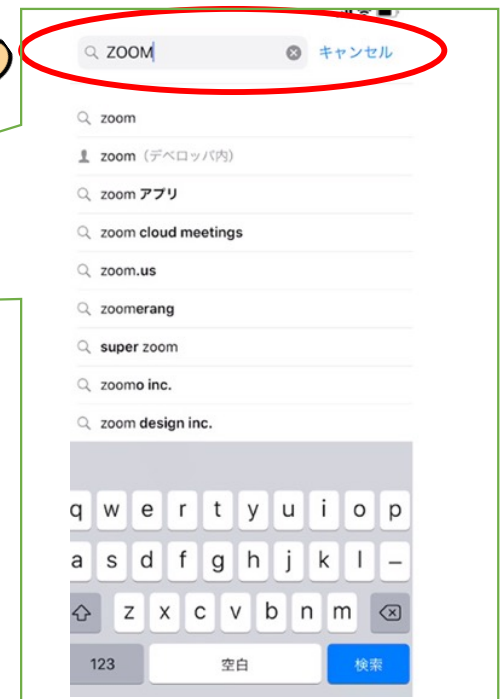 ZOOM キャンセル
zoom
zoom（デベロッパ内）
zoom アプリ
zoom cloud meetings
zoom.us
zoomerang
super zoom
zoomo inc.
zoom design inc.
q w e r t y u i o p
a s d f g h j k l –
z x c v b n m
123 空白 検索